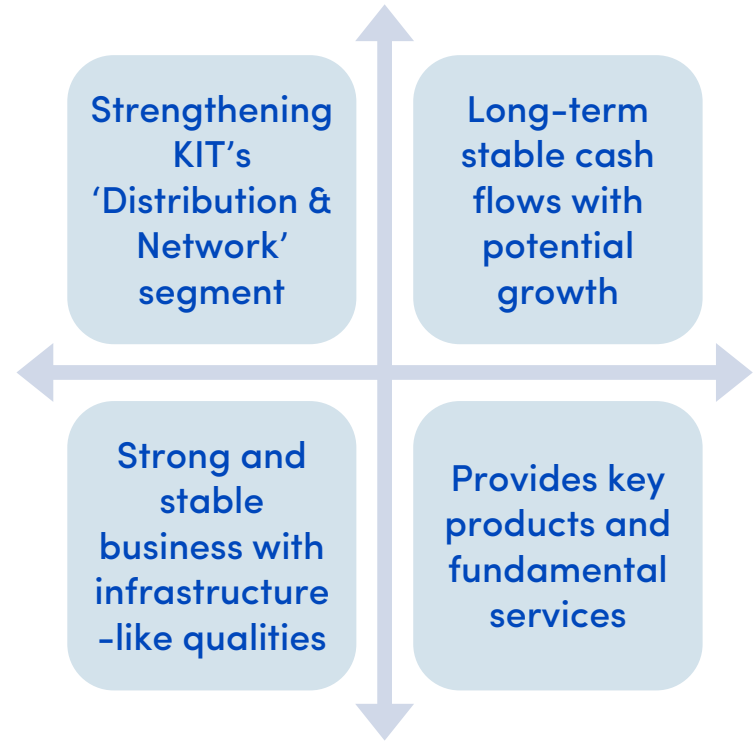 Strengthening
KIT’s
‘Distribution &
Network’
segment
Long-term
stable cash
flows with
potential
growth
Strong and
stable
business with
infrastructure
-like qualities
Provides key
products and
fundamental
services